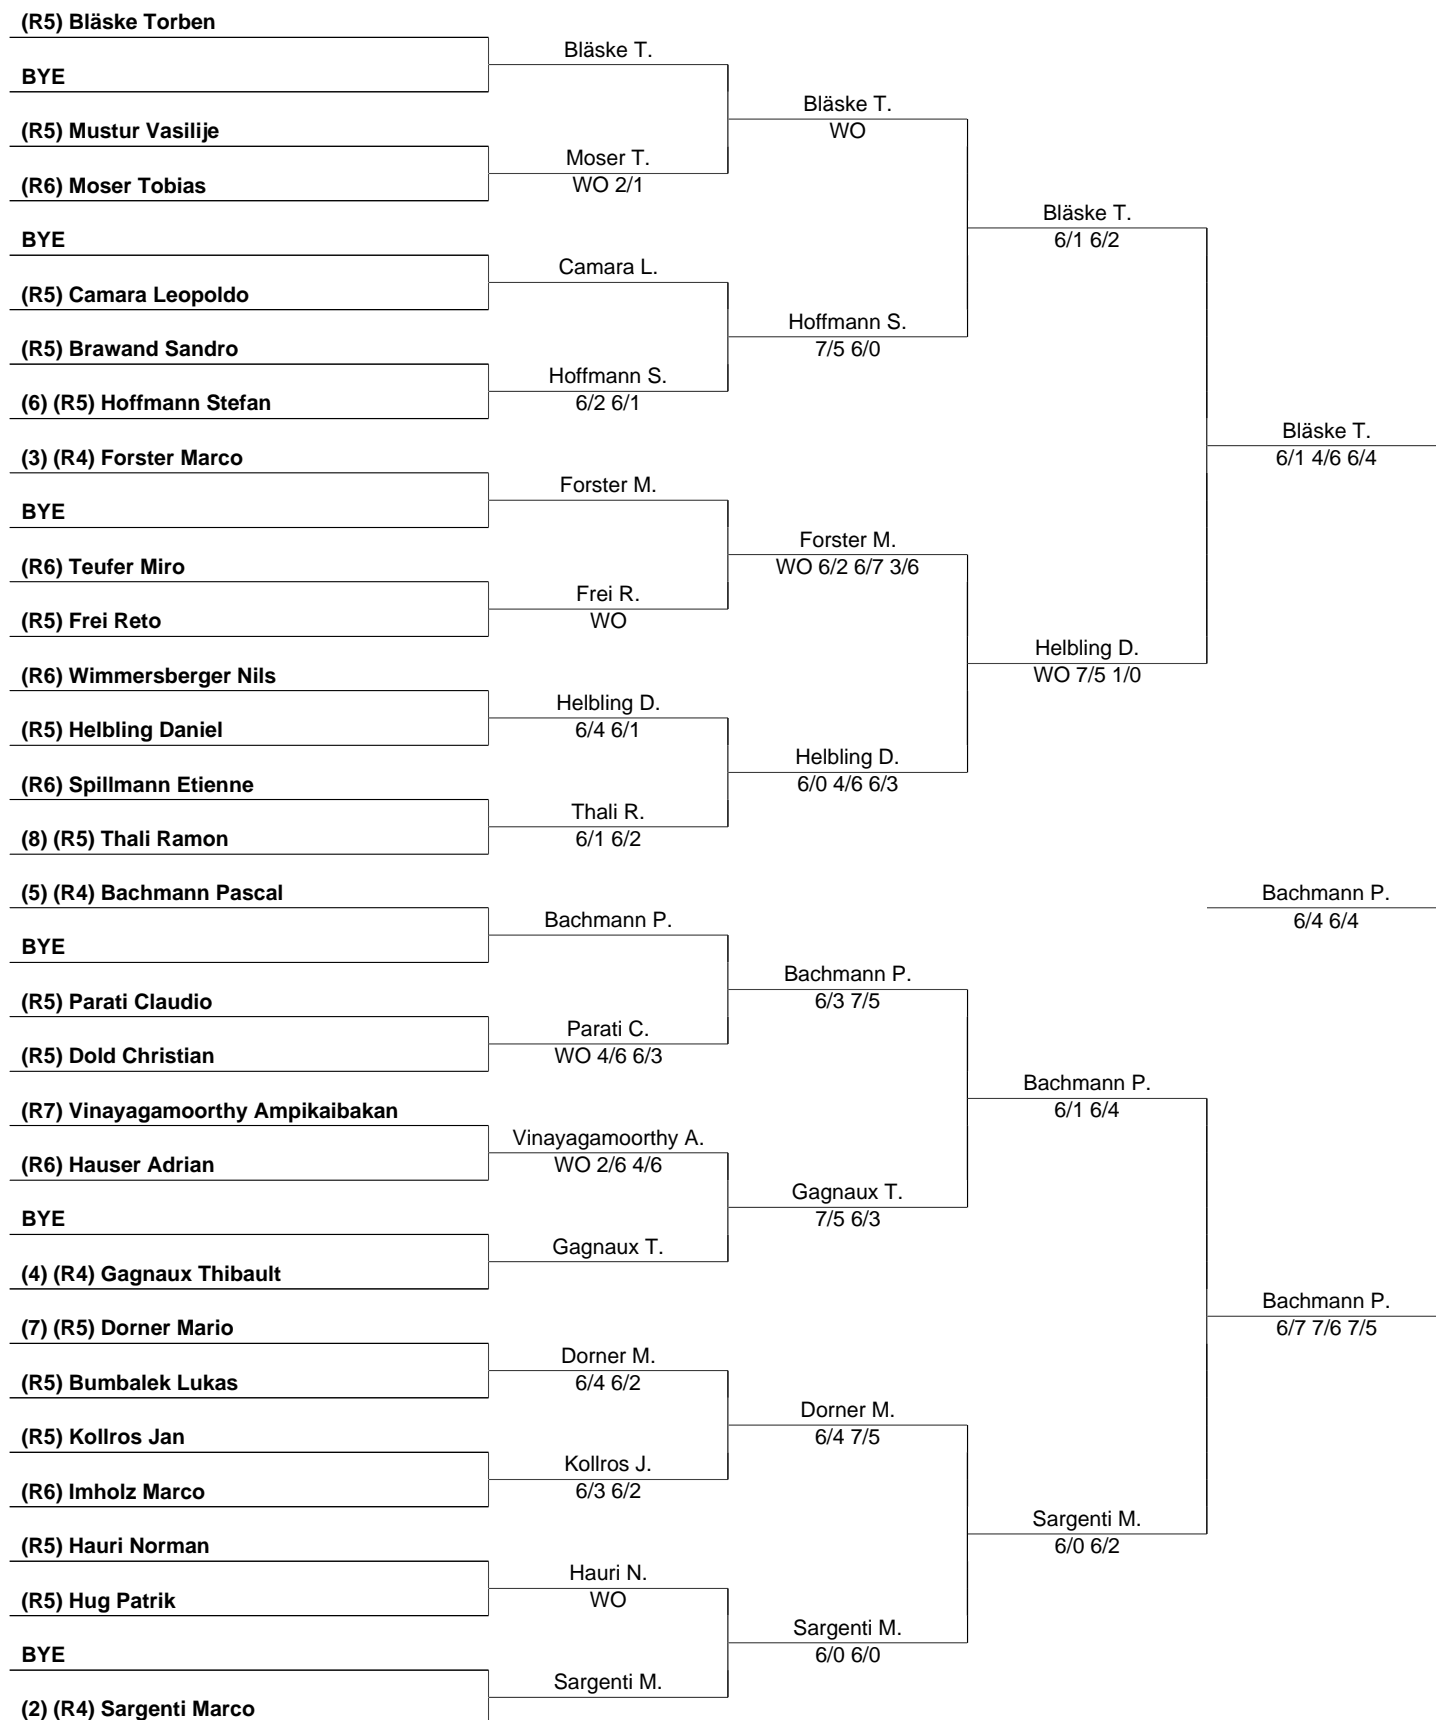 (R5) Bläske Torben
Bläske T.
BYE
Bläske T.
(R5) Mustur Vasilije
WO
Moser T.
(R6) Moser Tobias
WO 2/1
Bläske T.
BYE
6/1 6/2
Camara L.
(R5) Camara Leopoldo
Hoffmann S.
(R5) Brawand Sandro
7/5 6/0
Hoffmann S.
(6) (R5) Hoffmann Stefan
6/2 6/1
Bläske T.
(3) (R4) Forster Marco
6/1 4/6 6/4
Forster M.
BYE
Forster M.
(R6) Teufer Miro
WO 6/2 6/7 3/6
Frei R.
(R5) Frei Reto
WO
Helbling D.
(R6) Wimmersberger Nils
WO 7/5 1/0
Helbling D.
(R5) Helbling Daniel
6/4 6/1
Helbling D.
(R6) Spillmann Etienne
6/0 4/6 6/3
Thali R.
(8) (R5) Thali Ramon
6/1 6/2
(5) (R4) Bachmann Pascal
Bachmann P.
6/4 6/4
Bachmann P.
BYE
Bachmann P.
(R5) Parati Claudio
6/3 7/5
Parati C.
(R5) Dold Christian
WO 4/6 6/3
Bachmann P.
(R7) Vinayagamoorthy Ampikaibakan
6/1 6/4
Vinayagamoorthy A.
(R6) Hauser Adrian
WO 2/6 4/6
Gagnaux T.
BYE
7/5 6/3
Gagnaux T.
(4) (R4) Gagnaux Thibault
Bachmann P.
(7) (R5) Dorner Mario
6/7 7/6 7/5
Dorner M.
(R5) Bumbalek Lukas
6/4 6/2
Dorner M.
(R5) Kollros Jan
6/4 7/5
Kollros J.
(R6) Imholz Marco
6/3 6/2
Sargenti M.
(R5) Hauri Norman
6/0 6/2
Hauri N.
(R5) Hug Patrik
WO
Sargenti M.
BYE
6/0 6/0
Sargenti M.
(2) (R4) Sargenti Marco